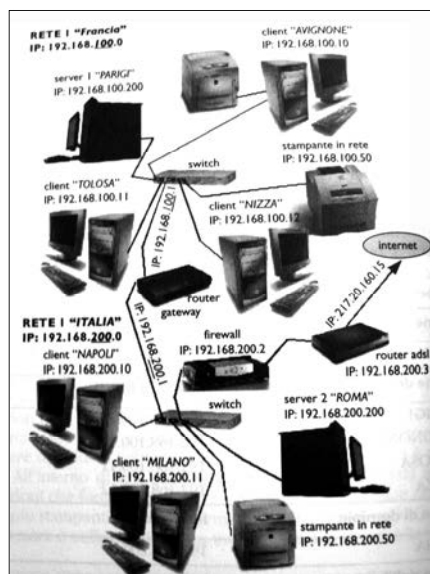 RETE 1 "Francia"
IP: 192.168.100.0
client "AVIGNONE"
IP: 192.168.100.10
server 1 "PARIGI"
IP: 192.168.100.200
stampante in rete
IP: 192.168.100.50
switch
client "TOLOSA"
IP: 192.168.100.11
IP: 192.168.100.1
client "NIZZA"
IP: 192.168.100.12
internet
IP: 217.20.160.15
router
gateway
RETE 1 "ITALIA"
IP: 192.168.200.0
IP: 192.168.200.1
firewall
IP: 192.168.200.2
router adsl
IP: 192.168.200.3
client "NAPOLI"
IP: 192.168.200.10
switch
server 2 "ROMA"
IP: 192.168.200.200
client "MILANO"
IP: 192.168.200.11
stampante in rete
IP: 192.168.200.50